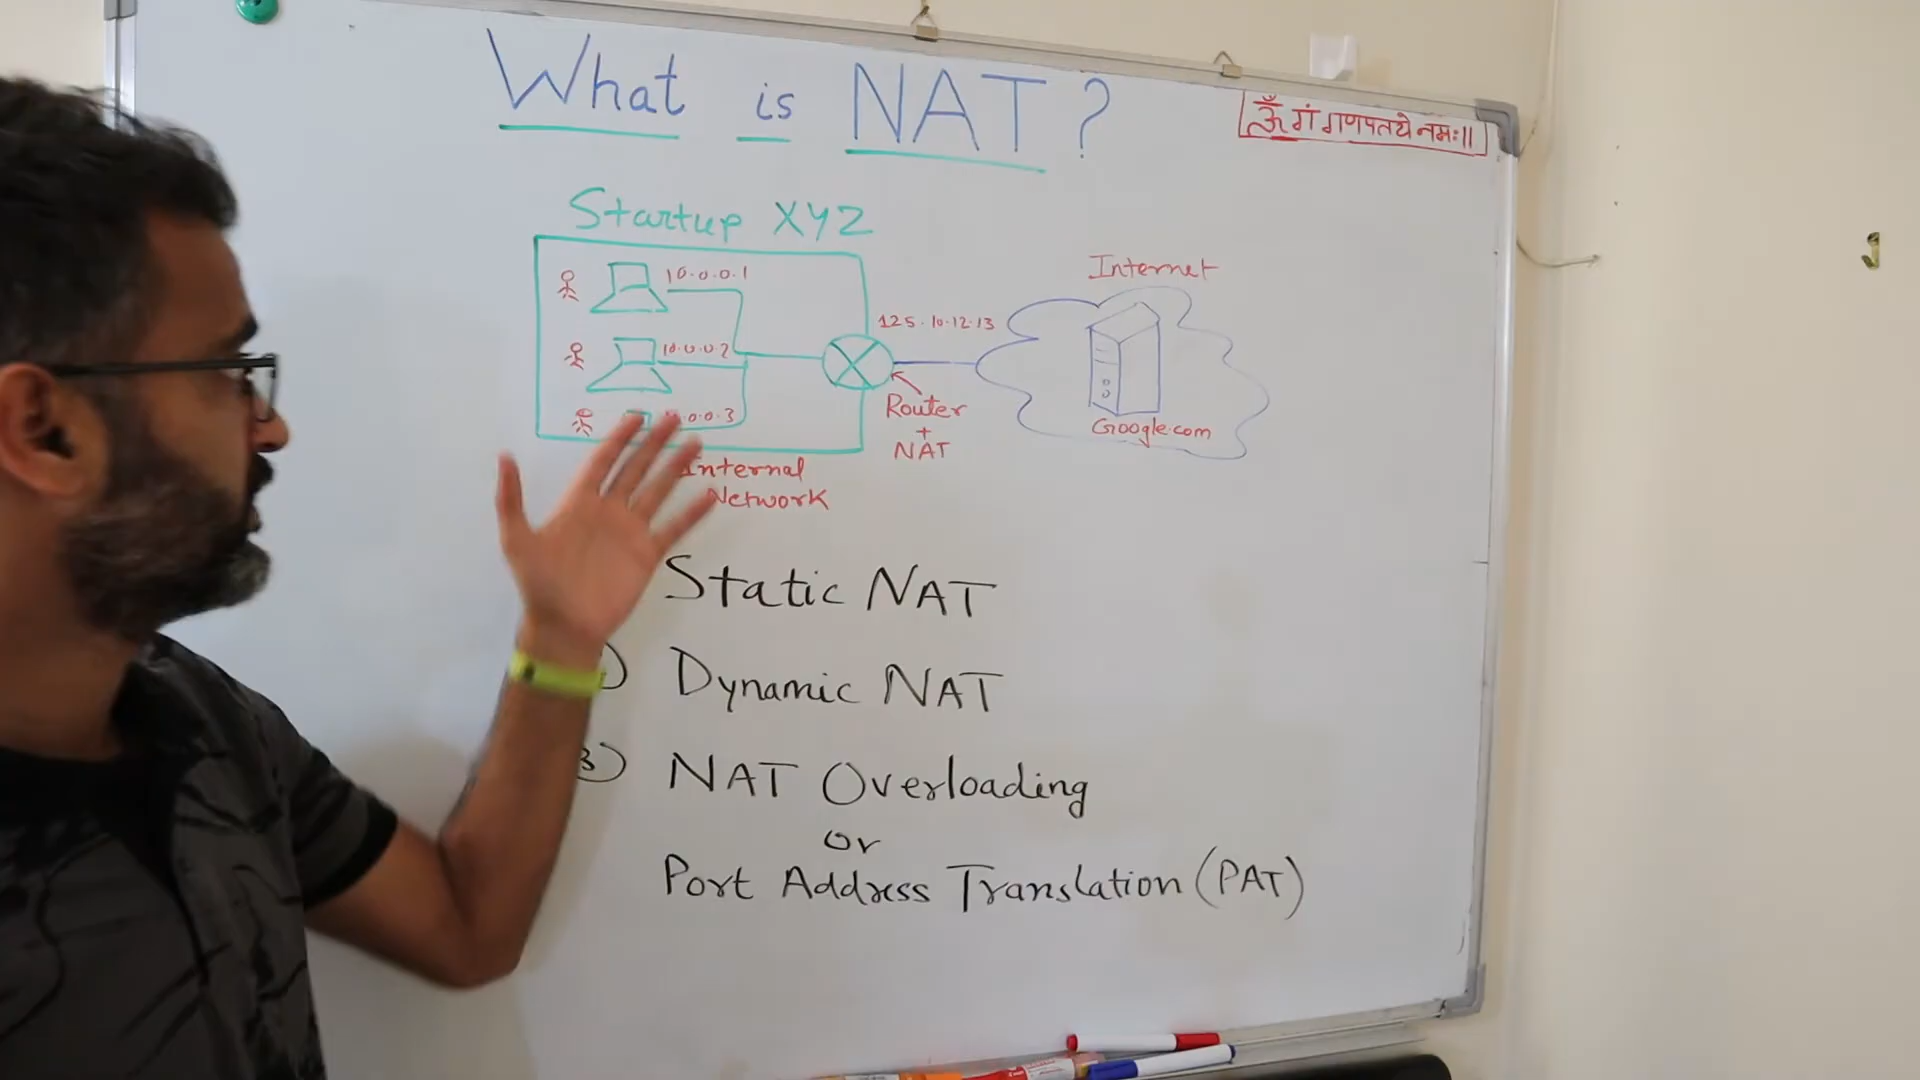 What is NAT?
ॐ गं गणपतये नमः।।
Startup XYZ
10.0.0.1
10.0.0.2
.0.0.3
Internal
Network
125.10.12.13
Router
+
NAT
Internet
Google.com
Static NAT
) Dynamic NAT
3) NAT Overloading
or
Port Address Translation (PAT)